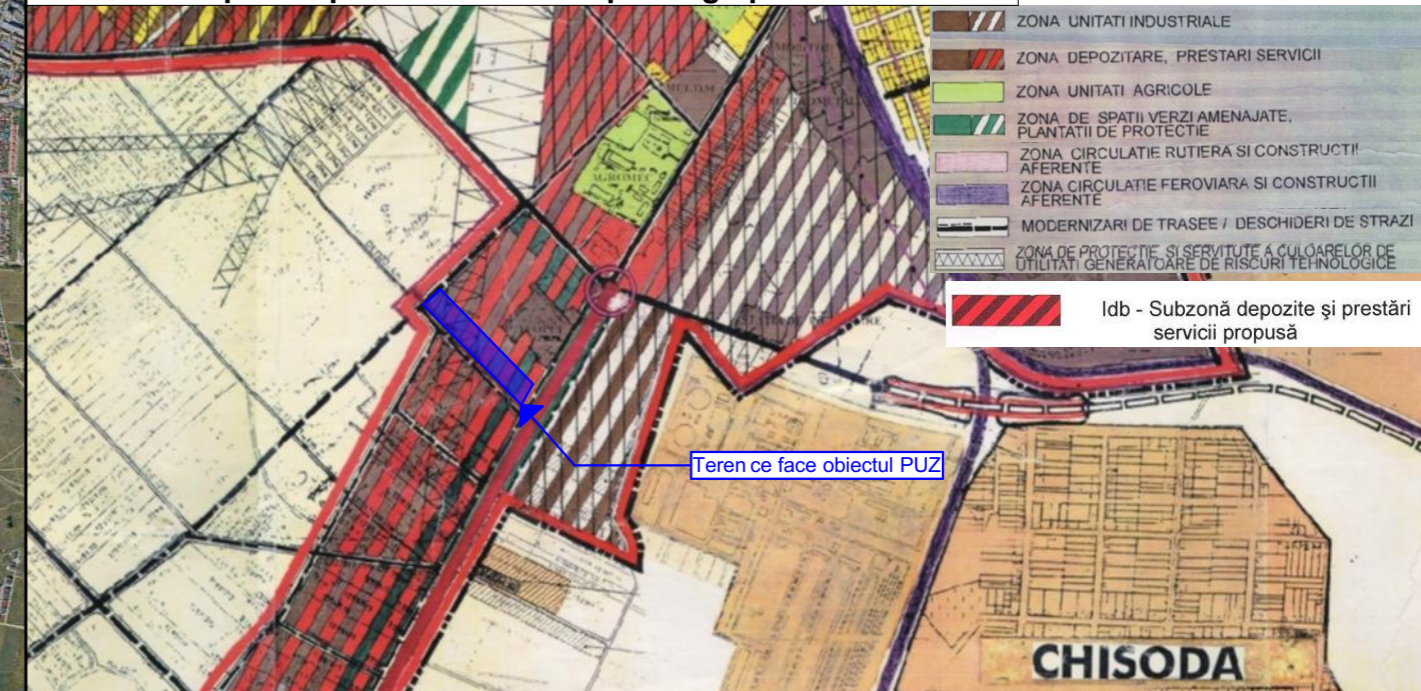 ZONA UNITATI INDUSTRIALE
ZONA DEPOZITARE, PRESTARI SERVICII
ZONA UNITATI AGRICOLE
ZONA DE SPATII VERZI AMENAJATE,
PLANTATII DE PROTECTIE
ZONA CIRCULATIE RUTIERA SI CONSTRUCTII
AFERENTE
ZONA CIRCULATIE FEROVIARA SI CONSTRUCTII
AFERENTE
MODERNIZARI DE TRASEE / DESCHIDERI DE STRAZI
ZONA DE PROTECTIE SI SERVITUTE A CULOARELOR DE
UTILITATI GENERATOARE DE RISCURI TEHNOLOGICE
Idb - Subzonă depozite şi prestări
servicii propusă
AGROMEC
Teren ce face obiectul PUZ
CHISODA